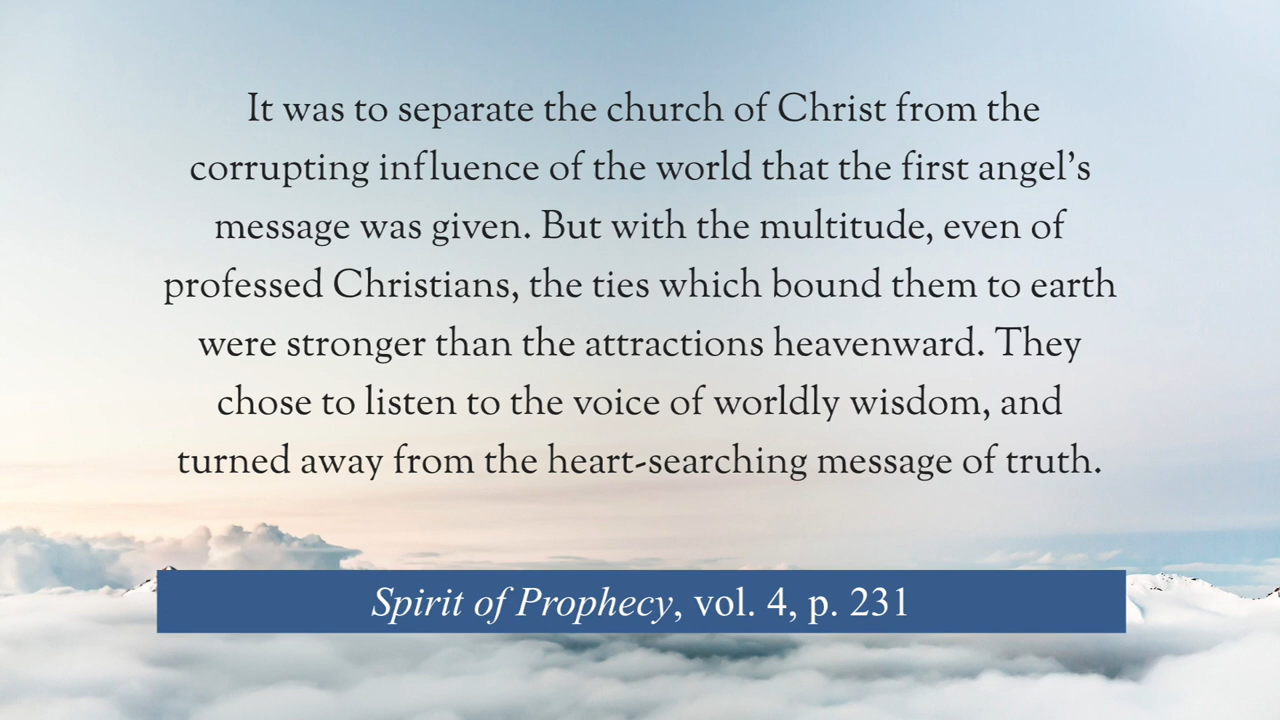 It was to separate the church of Christ from the
corrupting influence of the world that the first angel’s
message was given. But with the multitude, even of
professed Christians, the ties which bound them to earth
were stronger than the attractions heavenward. They
chose to listen to the voice of worldly wisdom, and
turned away from the heart-searching message of truth.
Spirit of Prophecy, vol. 4, p. 231